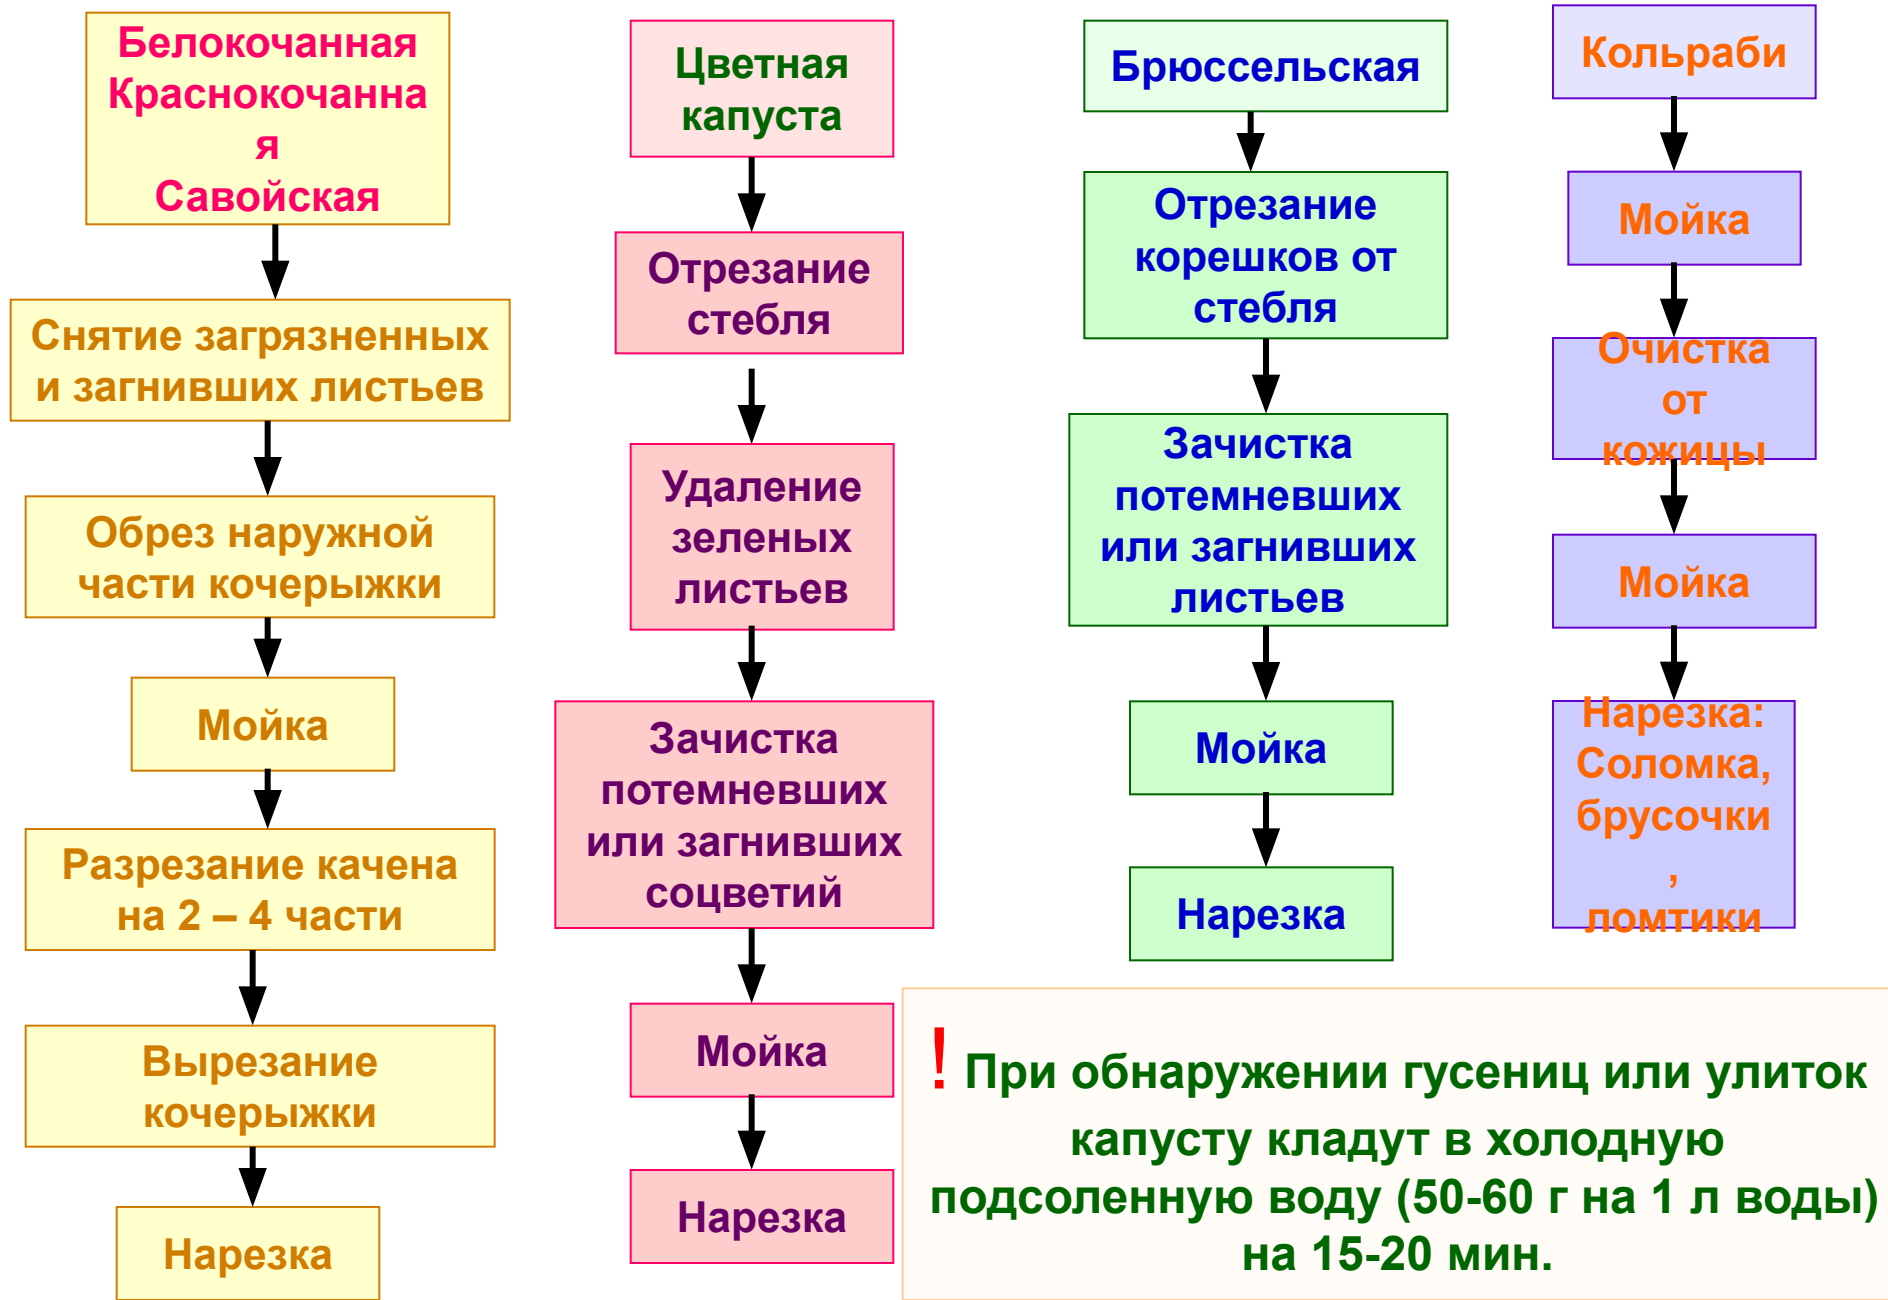 Белокочанная
Краснокочанна
я
Савойская
Снятие загрязненных
и загнивших листьев
Обрез наружной
части кочерыжки
Мойка
Разрезание качена
на 2 – 4 части
Вырезание
кочерыжки
Нарезка
Цветная
капуста
Отрезание
стебля
Удаление
зеленых
листьев
Зачистка
потемневших
или загнивших
соцветий
Мойка
Нарезка
Брюссельская
Отрезание
корешков от
стебля
Зачистка
потемневших
или загнивших
листьев
Мойка
Нарезка
Кольраби
Мойка
Очистка
от
кожицы
Мойка
Нарезка:
Соломка,
брусочки
,
ломтики
! При обнаружении гусениц или улиток
капусту кладут в холодную
подсоленную воду (50-60 г на 1 л воды)
на 15-20 мин.